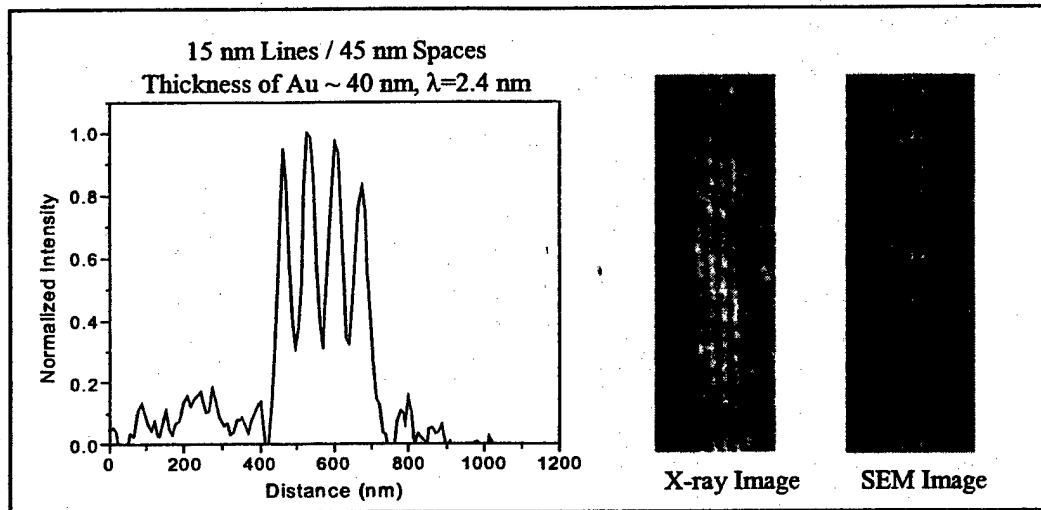 15 nm Lines / 45 nm Spaces
Thickness of Au ~ 40 nm, λ=2.4 nm
Normalized Intensity
1.0
0.8
0.6
0.4
0.2
0.0
0 200 400 600 800 1000 1200
Distance (nm)
X-ray Image
SEM Image